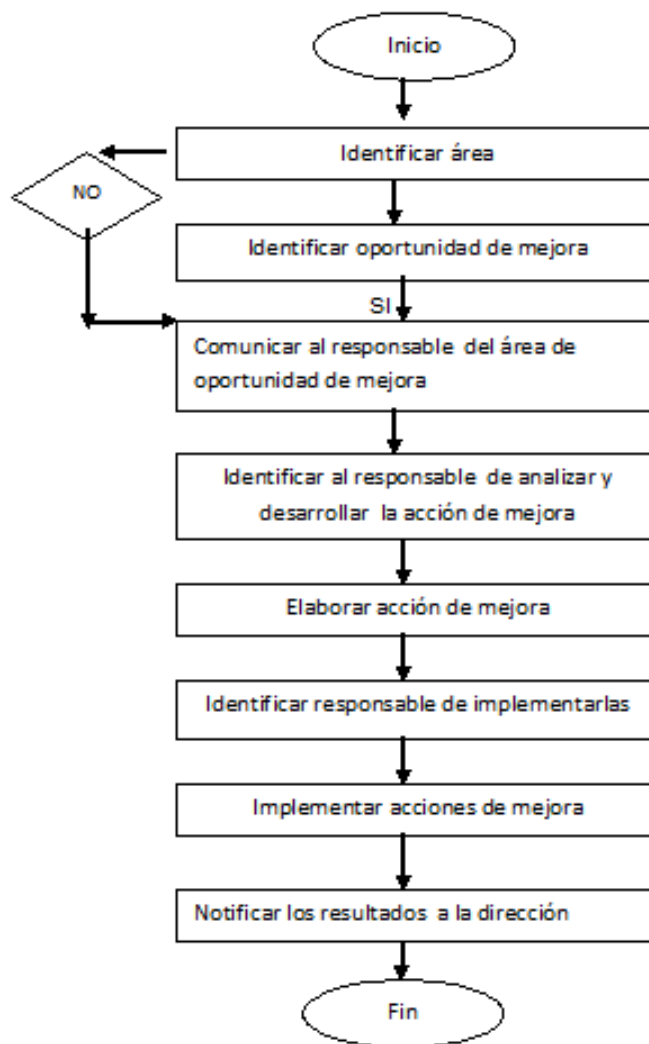 Inicio
Identificar área
NO
Identificar oportunidad de mejora
SI
Comunicar al responsable del área de
oportunidad de mejora
Identificar al responsable de analizar y
desarrollar la acción de mejora
Elaborar acción de mejora
Identificar responsable de implementarlas
Implementar acciones de mejora
Notificar los resultados a la dirección
Fin